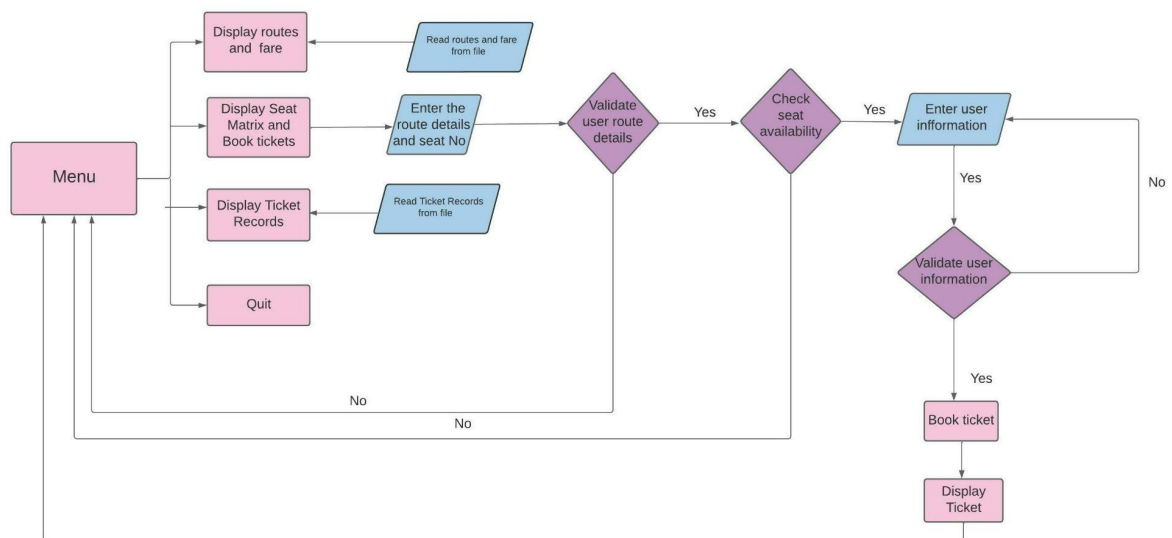 Display routes
and fare
Read routes and fare
from file
Display Seat
Matrix and
Book tickets
Enter the
route details
and seat No
Validate
user route
details
Yes
Check
seat
availability
Yes
Enter user
infformation
No
Yes
Menu
Display Ticket
Records
Read Ticket Records
from file
Validate user
information
Quit
Yes
No
No
Book ticket
Display
Ticket